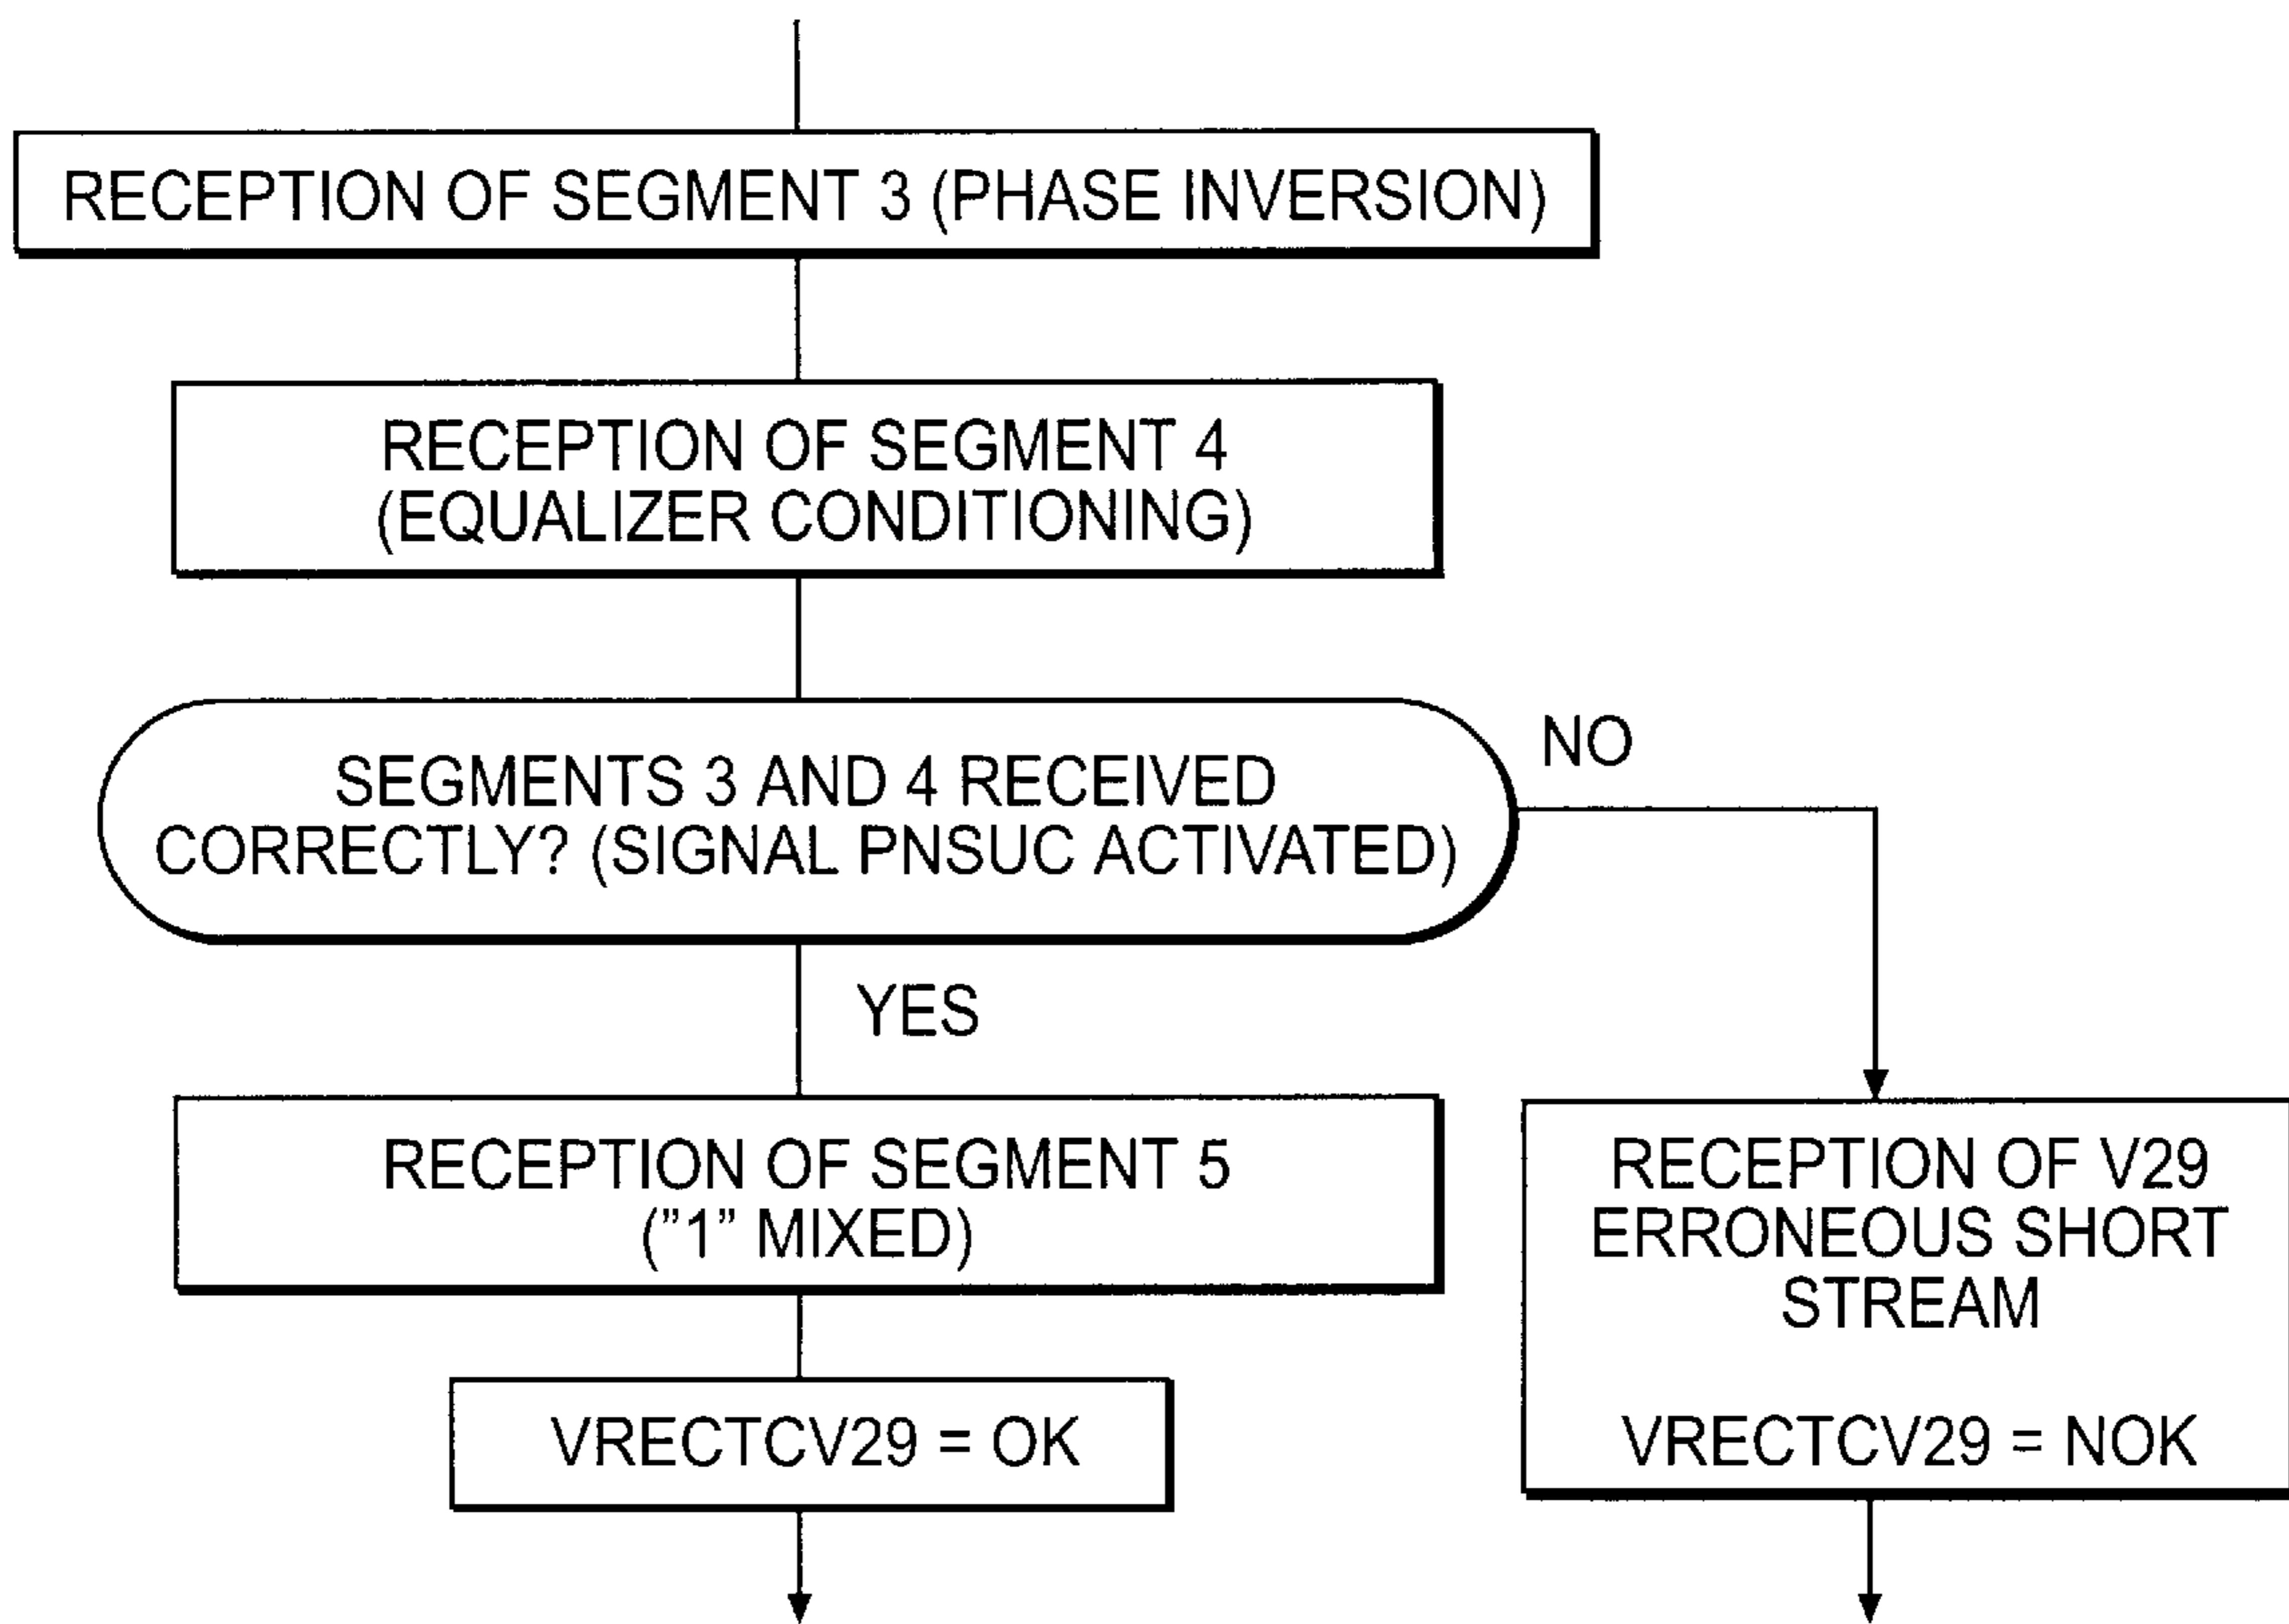 RECEPTION OF SEGMENT 3 (PHASE INVERSION)
RECEPTION OF SEGMENT 4
(EQUALIZER CONDITIONING)
SEGMENTS 3 AND 4 RECEIVED
CORRECTLY? (SIGNAL PNSUC ACTIVATED)
NO
YES
RECEPTION OF SEGMENT 5
(”1” MIXED)
VRECTCV29 = OK
RECEPTION OF V29
ERRONEOUS SHORT
STREAM
VRECTCV29 = NOK